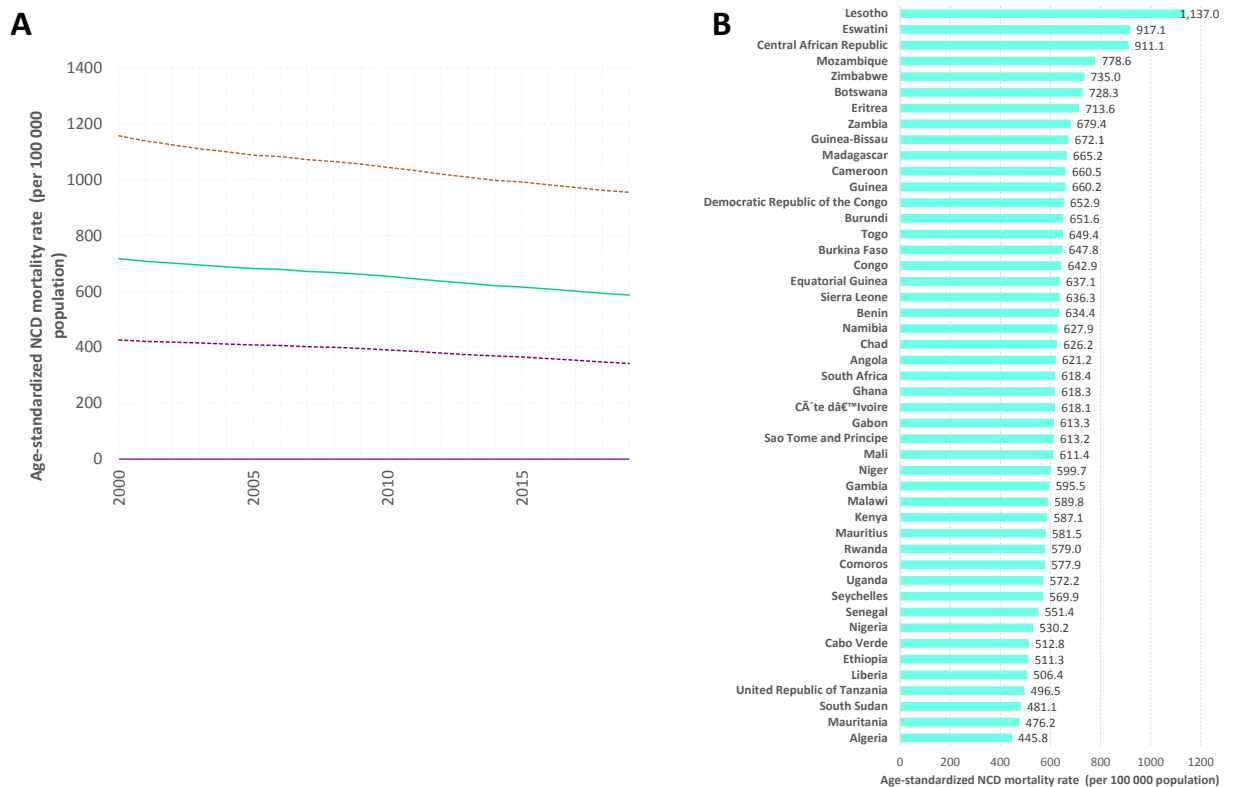 A
Age-standardized NCD mortality rate (per 100 000
population)
1400
1200
1000
800
600
400
200
0
2000
2005
2010
2015
B
Lesotho 1,137.0
Eswatini 917.1
Central African Republic 911.1
Mozambique 778.6
Zimbabwe 735.0
Botswana 728.3
Eritrea 713.6
Zambia 679.4
Guinea-Bissau 672.1
Madagascar 665.2
Cameroon 660.5
Guinea 660.2
Democratic Republic of the Congo 652.9
Burundi 651.6
Togo 649.4
Burkina Faso 647.8
Congo 642.9
Equatorial Guinea 637.1
Sierra Leone 636.3
Benin 634.4
Namibia 627.9
Chad 626.2
Angola 621.2
South Africa 618.4
Ghana 618.3
CÃ´te dâ€™Ivoire 618.1
Gabon 613.3
Sao Tome and Principe 613.2
Mali 611.4
Niger 599.7
Gambia 595.5
Malawi 589.8
Kenya 587.1
Mauritius 581.5
Rwanda 579.0
Comoros 577.9
Uganda 572.2
Seychelles 569.9
Senegal 551.4
Nigeria 530.2
Cabo Verde 512.8
Ethiopia 511.3
Liberia 506.4
United Republic of Tanzania 496.5
South Sudan 481.1
Mauritania 476.2
Algeria 445.8
0 200 400 600 800 1000 1200
Age-standardized NCD mortality rate (per 100 000 population)